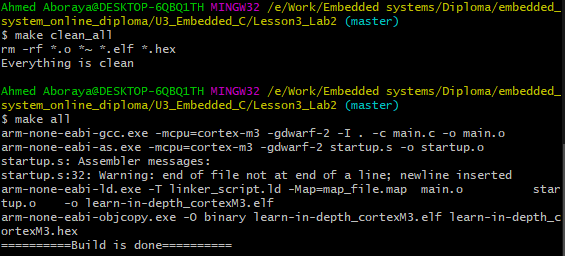 Ahmed Aboraya@DESKTOP-6QBQ1TH MINGW32 /e/Work/Embedded systems/Diploma/embedded_
system_online_diploma/U3_Embedded_C/Lesson3_Lab2 (master)
$ make clean_all
rm -rf *.o *~ *.elf *.hex
Everything is clean

Ahmed Aboraya@DESKTOP-6QBQ1TH MINGW32 /e/Work/Embedded systems/Diploma/embedded_
system_online_diploma/U3_Embedded_C/Lesson3_Lab2 (master)
$ make all
arm-none-eabi-gcc.exe -mcpu=cortex-m3 -gdwarf-2 -I . -c main.c -o main.o
arm-none-eabi-as.exe -mcpu=cortex-m3 -gdwarf-2 startup.s -o startup.o
startup.s: Assembler messages:
startup.s:32: Warning: end of file not at end of a line; newline inserted
arm-none-eabi-ld.exe -T linker_script.ld -Map=map_file.map  main.o          star
tup.o   -o learn-in-depth_cortexM3.elf
arm-none-eabi-objcopy.exe -O binary learn-in-depth_cortexM3.elf learn-in-depth_c
ortexM3.hex
==========Build is done==========